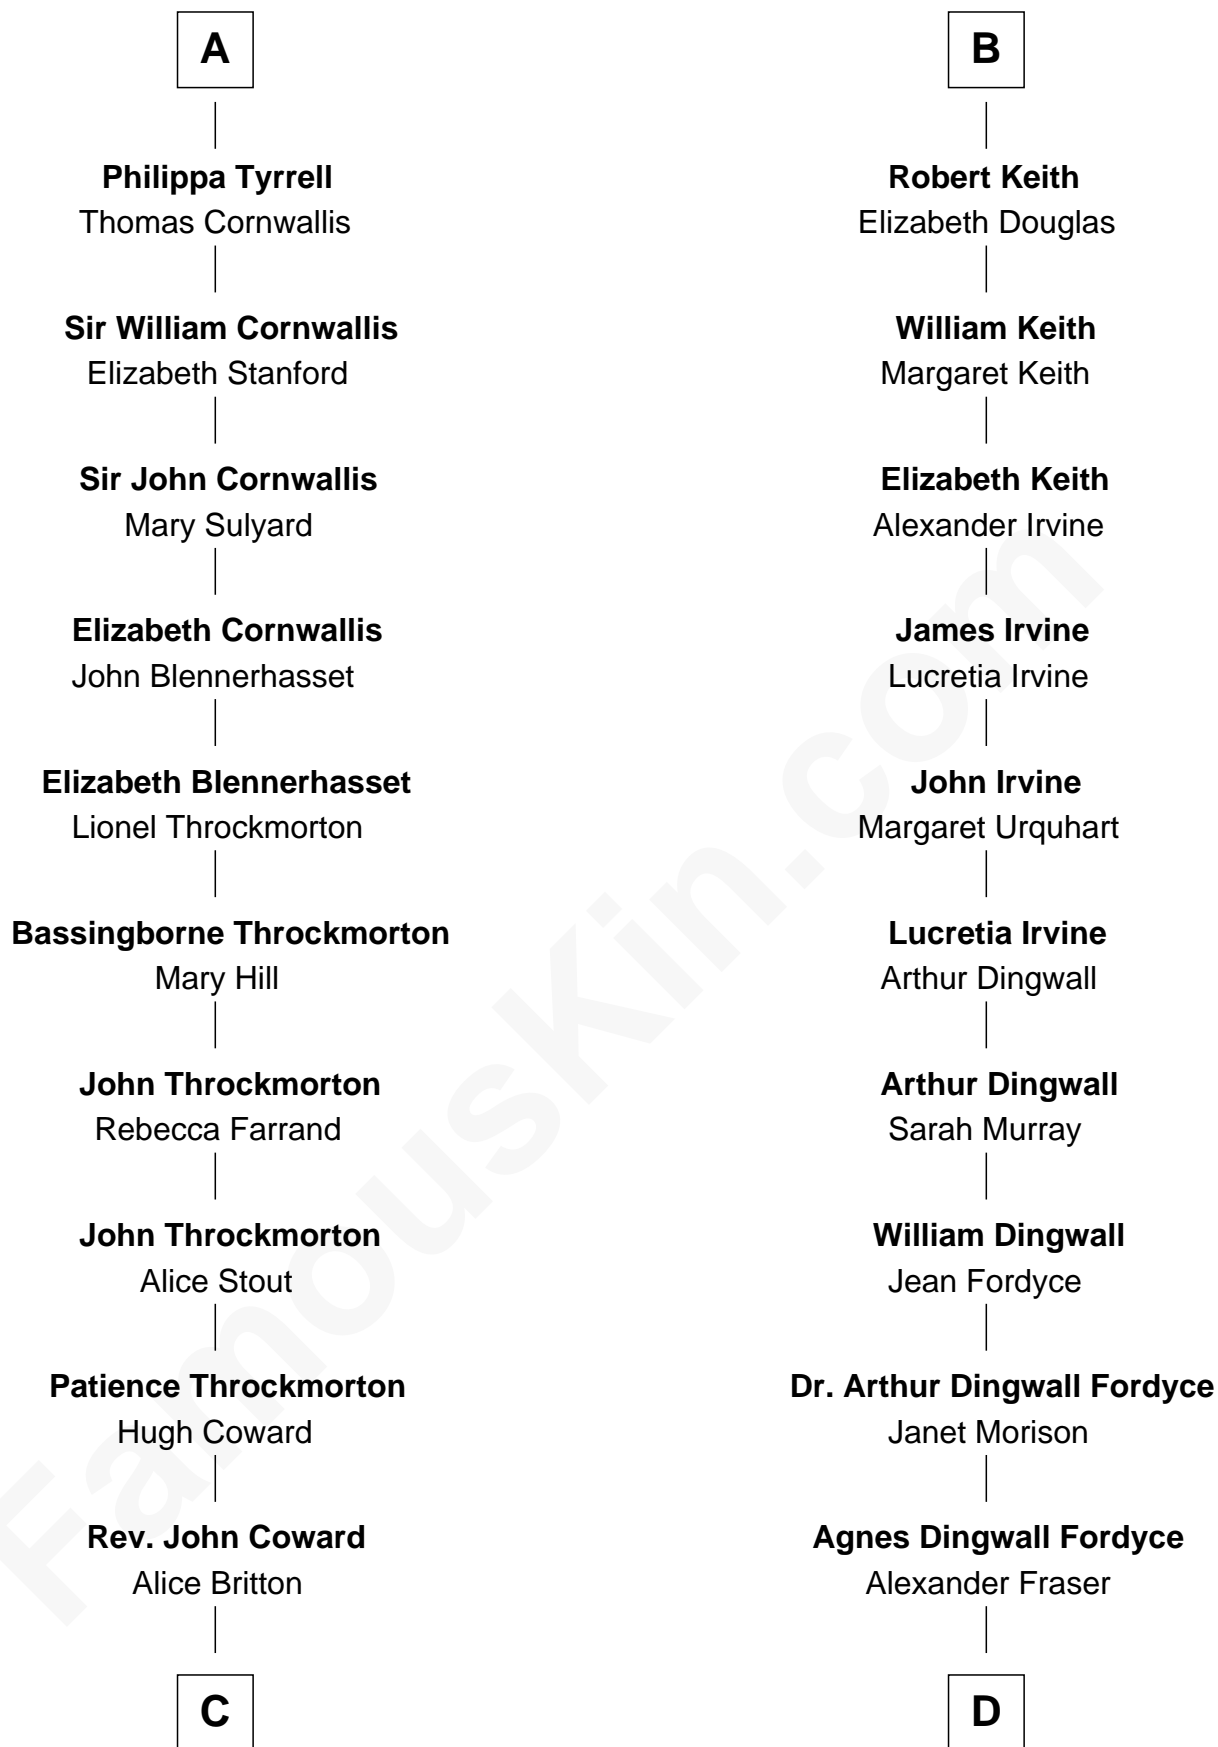 A
Philippa Tyrrell
Thomas Cornwallis
Sir William Cornwallis
Elizabeth Stanford
Sir John Cornwallis
Mary Sulyard
Elizabeth Cornwallis
John Blennerhasset
Elizabeth Blennerhasset
Lionel Throckmorton
Bassingborne Throckmorton
Mary Hill
John Throckmorton
Rebecca Farrand
John Throckmorton
Alice Stout
Patience Throckmorton
Hugh Coward
Rev. John Coward
Alice Britton
C
B
Robert Keith
Elizabeth Douglas
William Keith
Margaret Keith
Elizabeth Keith
Alexander Irvine
James Irvine
Lucretia Irvine
John Irvine
Margaret Urquhart
Lucretia Irvine
Arthur Dingwall
Arthur Dingwall
Sarah Murray
William Dingwall
Jean Fordyce
Dr. Arthur Dingwall Fordyce
Janet Morison
Agnes Dingwall Fordyce
Alexander Fraser
D
FamousKin.com